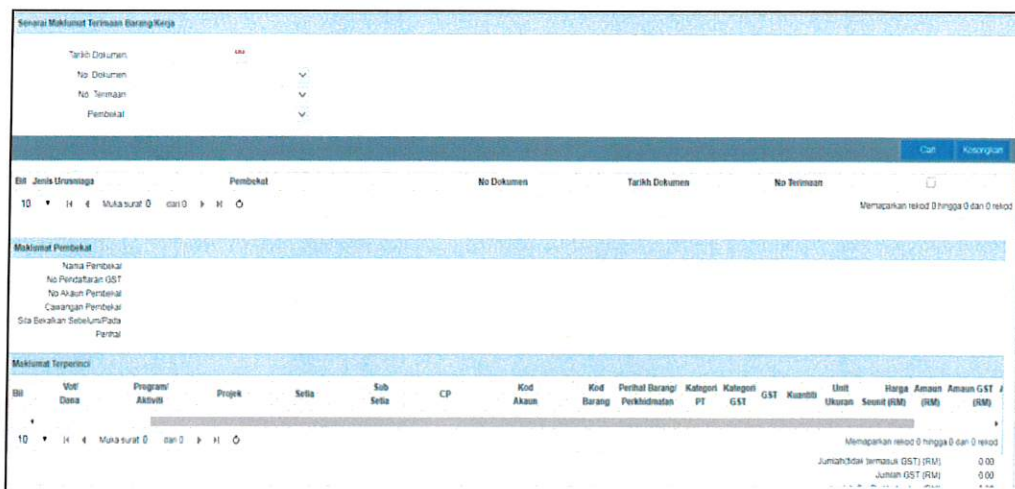 Senarai Maklumat Terimaan Barang/Kerja
Tarikh Dokumen
No. Dokumen
No. Terimaan
Pembekal
Cari Kosongkan
Bil Jenis Urusniaga Pembekal No Dokumen Tarikh Dokumen No Terimaan
10 Muka surat 0 dari 0 Memaparkan rekod 0 hingga 0 dari 0 rekod
Maklumat Pembekal
Nama Pembekal
No Pendaftaran GST
No Akaun Pembekal
Cawangan Pembekal
Sila Bekalkan Sebelum/Pada
Perihal
Maklumat Terperinci
Bil Vot/ Dana Program/ Aktiviti Projek Setia Sub Setia CP Kod Akaun Kod Barang Perihal Barang/ Perkhidmatan Kategori PT Kategori GST GST Kuantiti Unit Ukuran Harga Seunit (RM) Amaun (RM) Amaun GST (RM)
10 Muka surat 0 dari 0 Memaparkan rekod 0 hingga 0 dari 0 rekod
Jumlah(tidak termasuk GST) (RM) 0.00
Jumlah GST (RM) 0.00